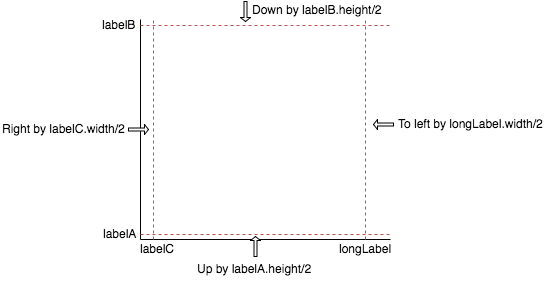 Down by labelB.height/2
labelB
Right by labelC.width/2
To left by longLabel.width/2
labelA
labelC
longLabel
Up by labelA.height/2